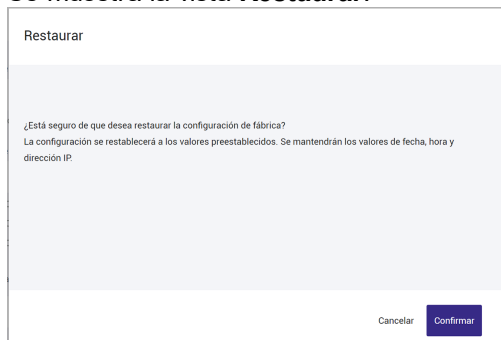 Se muestra la vista Restaurar.
Restaurar
¿Está seguro de que desea restaurar la configuración de fábrica?
La configuración se restablecerá a los valores preestablecidos. Se mantendrán los valores de fecha, hora y
dirección IP.
Cancelar
Confirmar